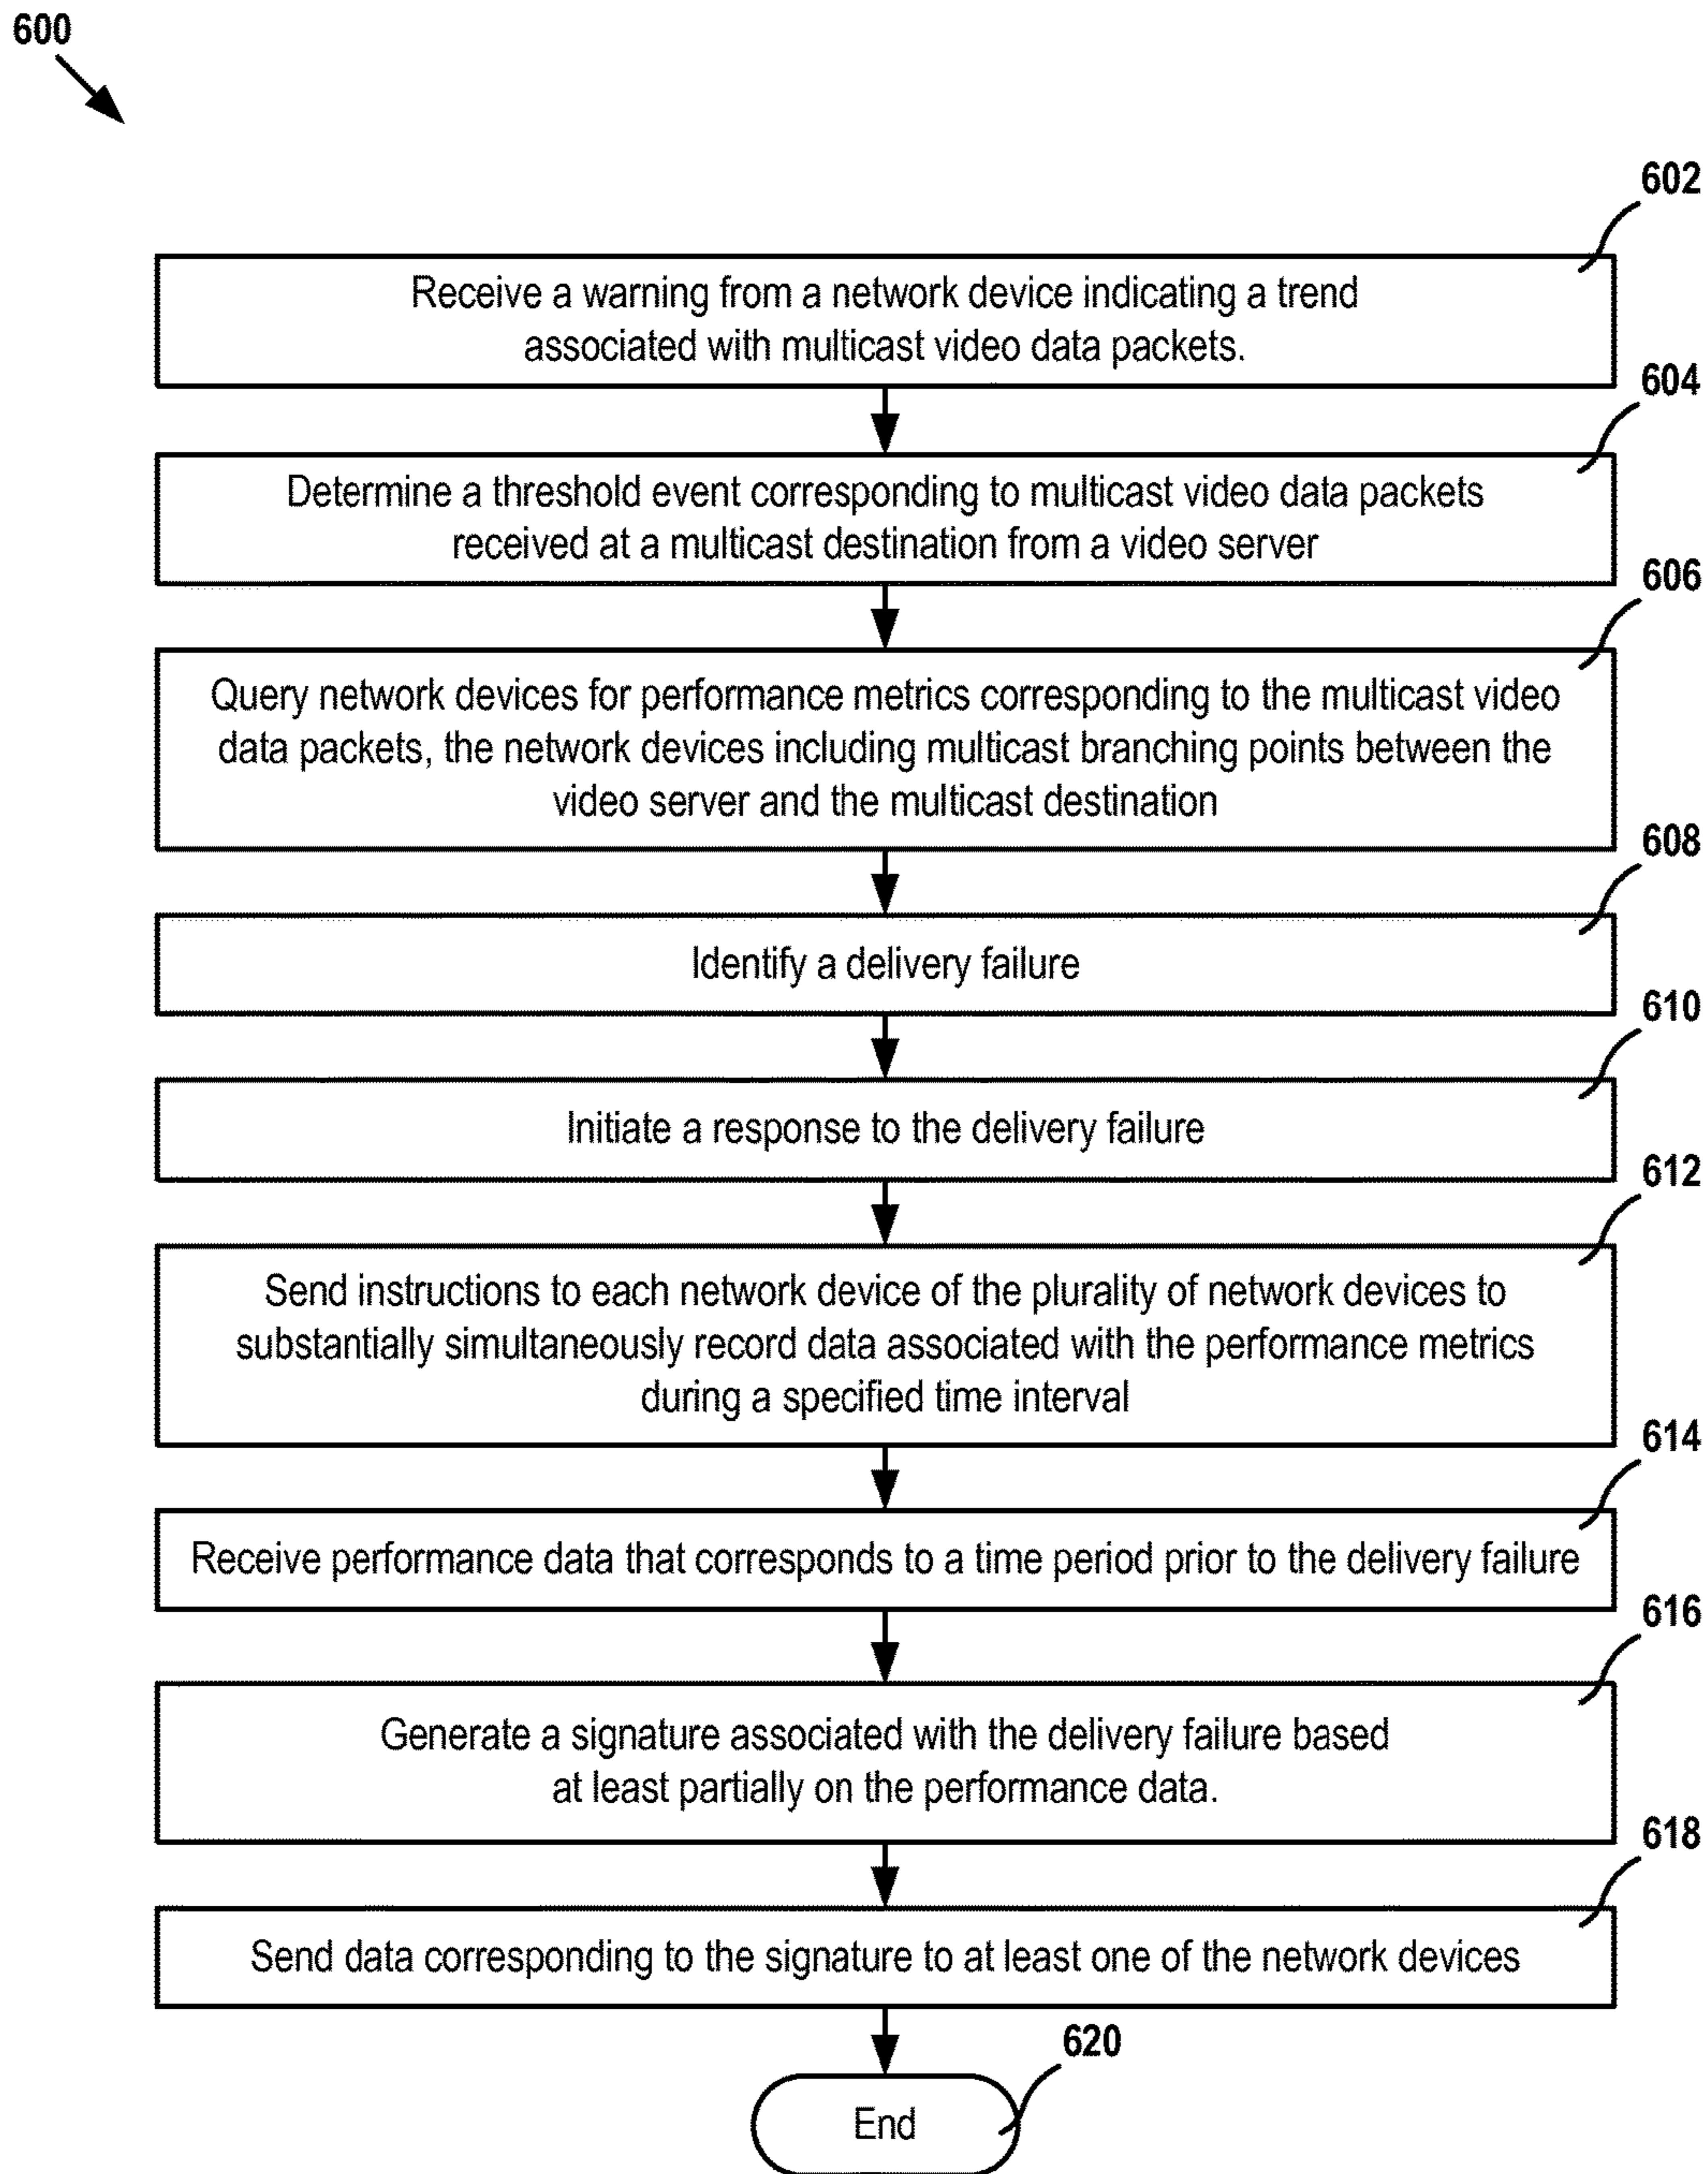 600
602
Receive a warning from a network device indicating a trend
associated with multicast video data packets.
604
Determine a threshold event corresponding to multicast video data packets
received at a multicast destination from a video server
606
Query network devices for performance metrics corresponding to the multicast video
data packets, the network devices including multicast branching points between the
video server and the multicast destination
608
Identify a delivery failure
610
Initiate a response to the delivery failure
612
Send instructions to each network device of the plurality of network devices to
substantially simultaneously record data associated with the performance metrics
during a specified time interval
614
Receive performance data that corresponds to a time period prior to the delivery failure
616
Generate a signature associated with the delivery failure based
at least partially on the performance data.
618
Send data corresponding to the signature to at least one of the network devices
620
End